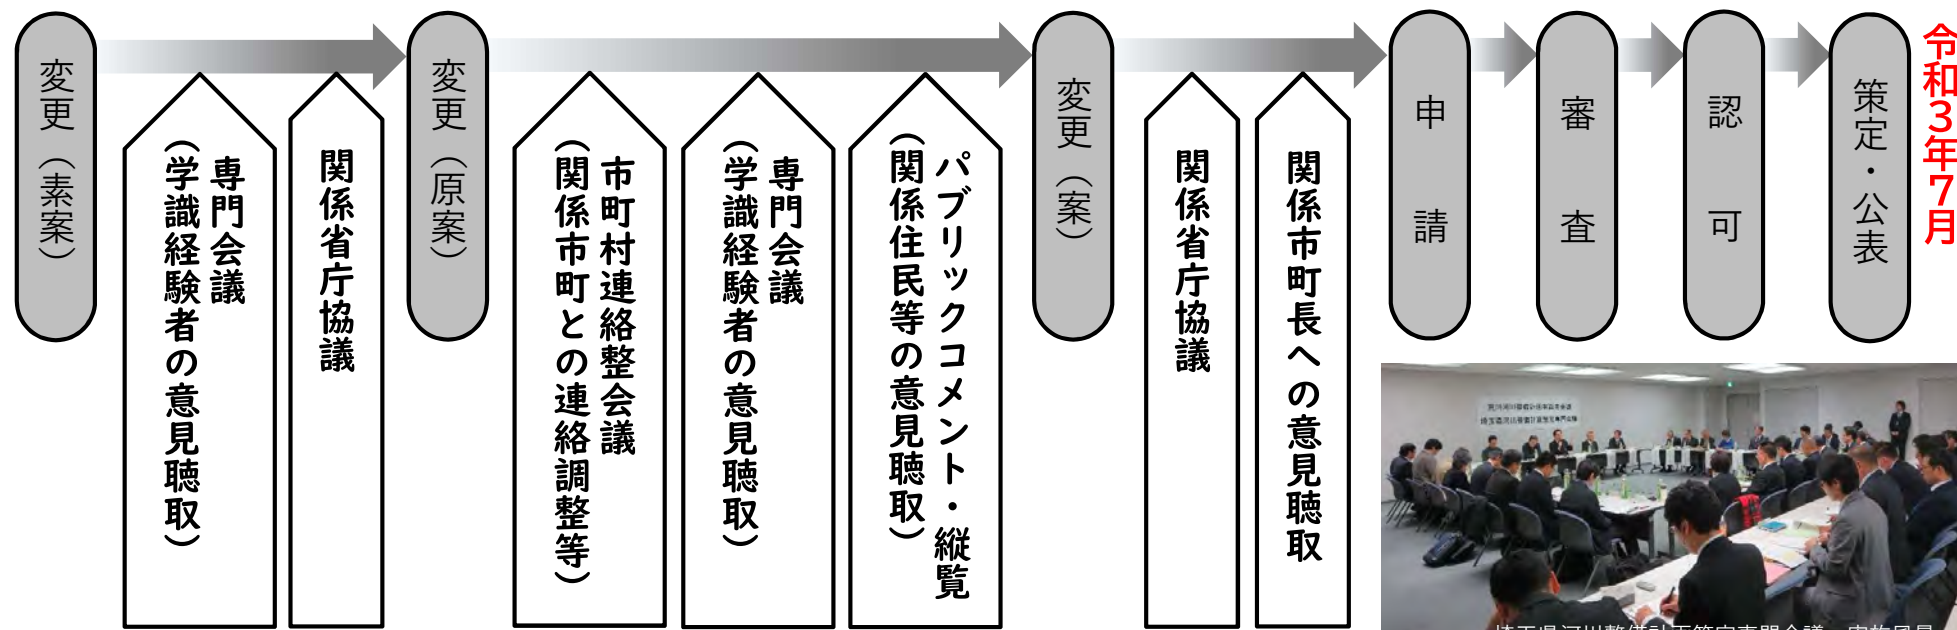 変更（素案）
専門会議
（学識経験者の意見聴取）
関係省庁協議
変更（原案）
市町村連絡整会議
（関係市町との連絡調整等）
専門会議
（学識経験者の意見聴取）
パブリックコメント・縦覧
（関係住民等の意見聴取）
変更（案）
関係省庁協議
関係市町長への意見聴取
申請
審査
認可
策定・公表
令和３年７月